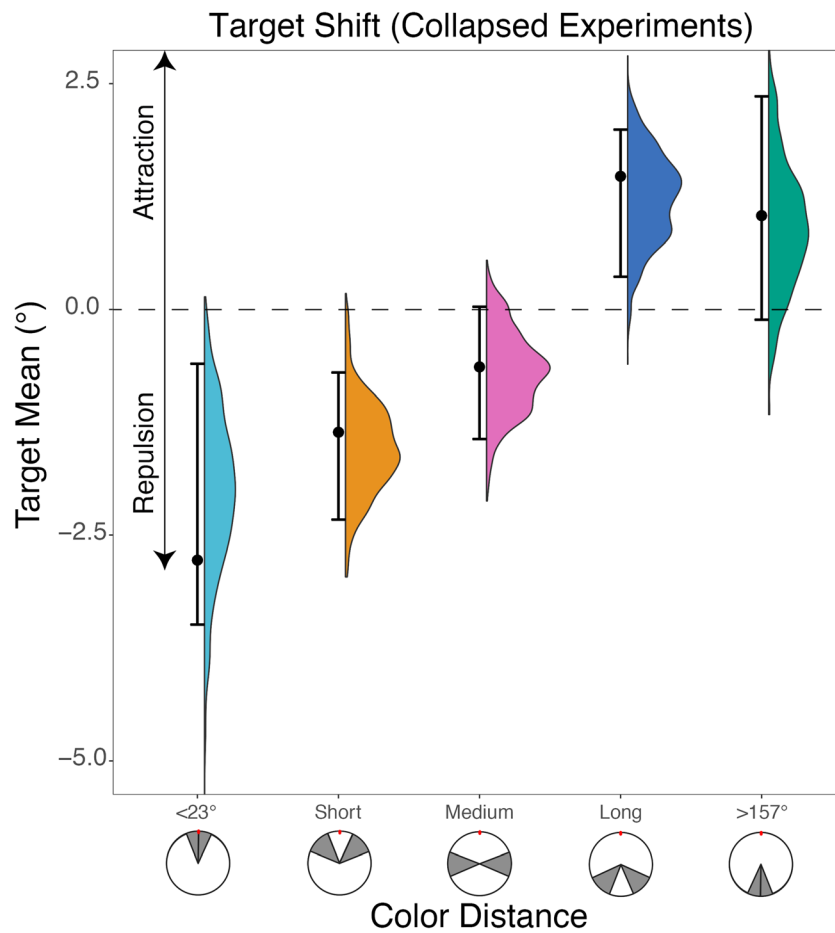 Target Shift (Collapsed Experiments)
2.5
Attraction
0.0
Target Mean (°)
Repulsion
−2.5
−5.0
<23° Short Medium Long >157°
Color Distance